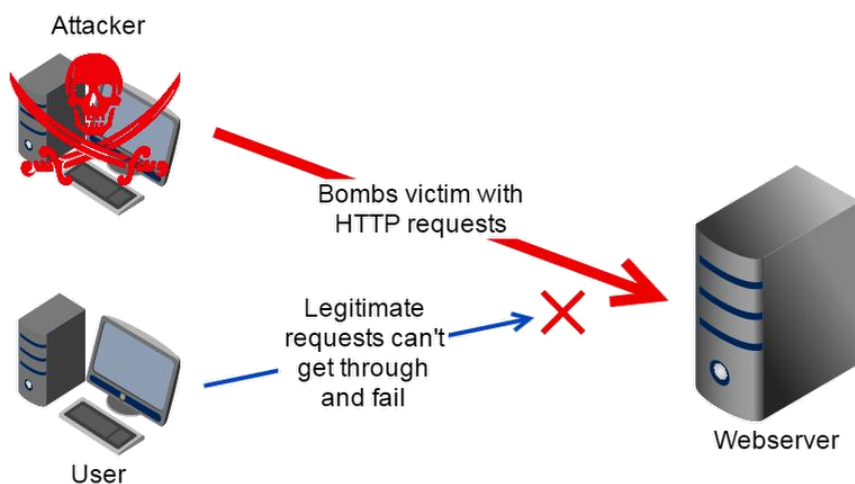 Attacker
Bombs victim with
HTTP requests
Legitimate
requests can't
get through
and fail
User
Webserver